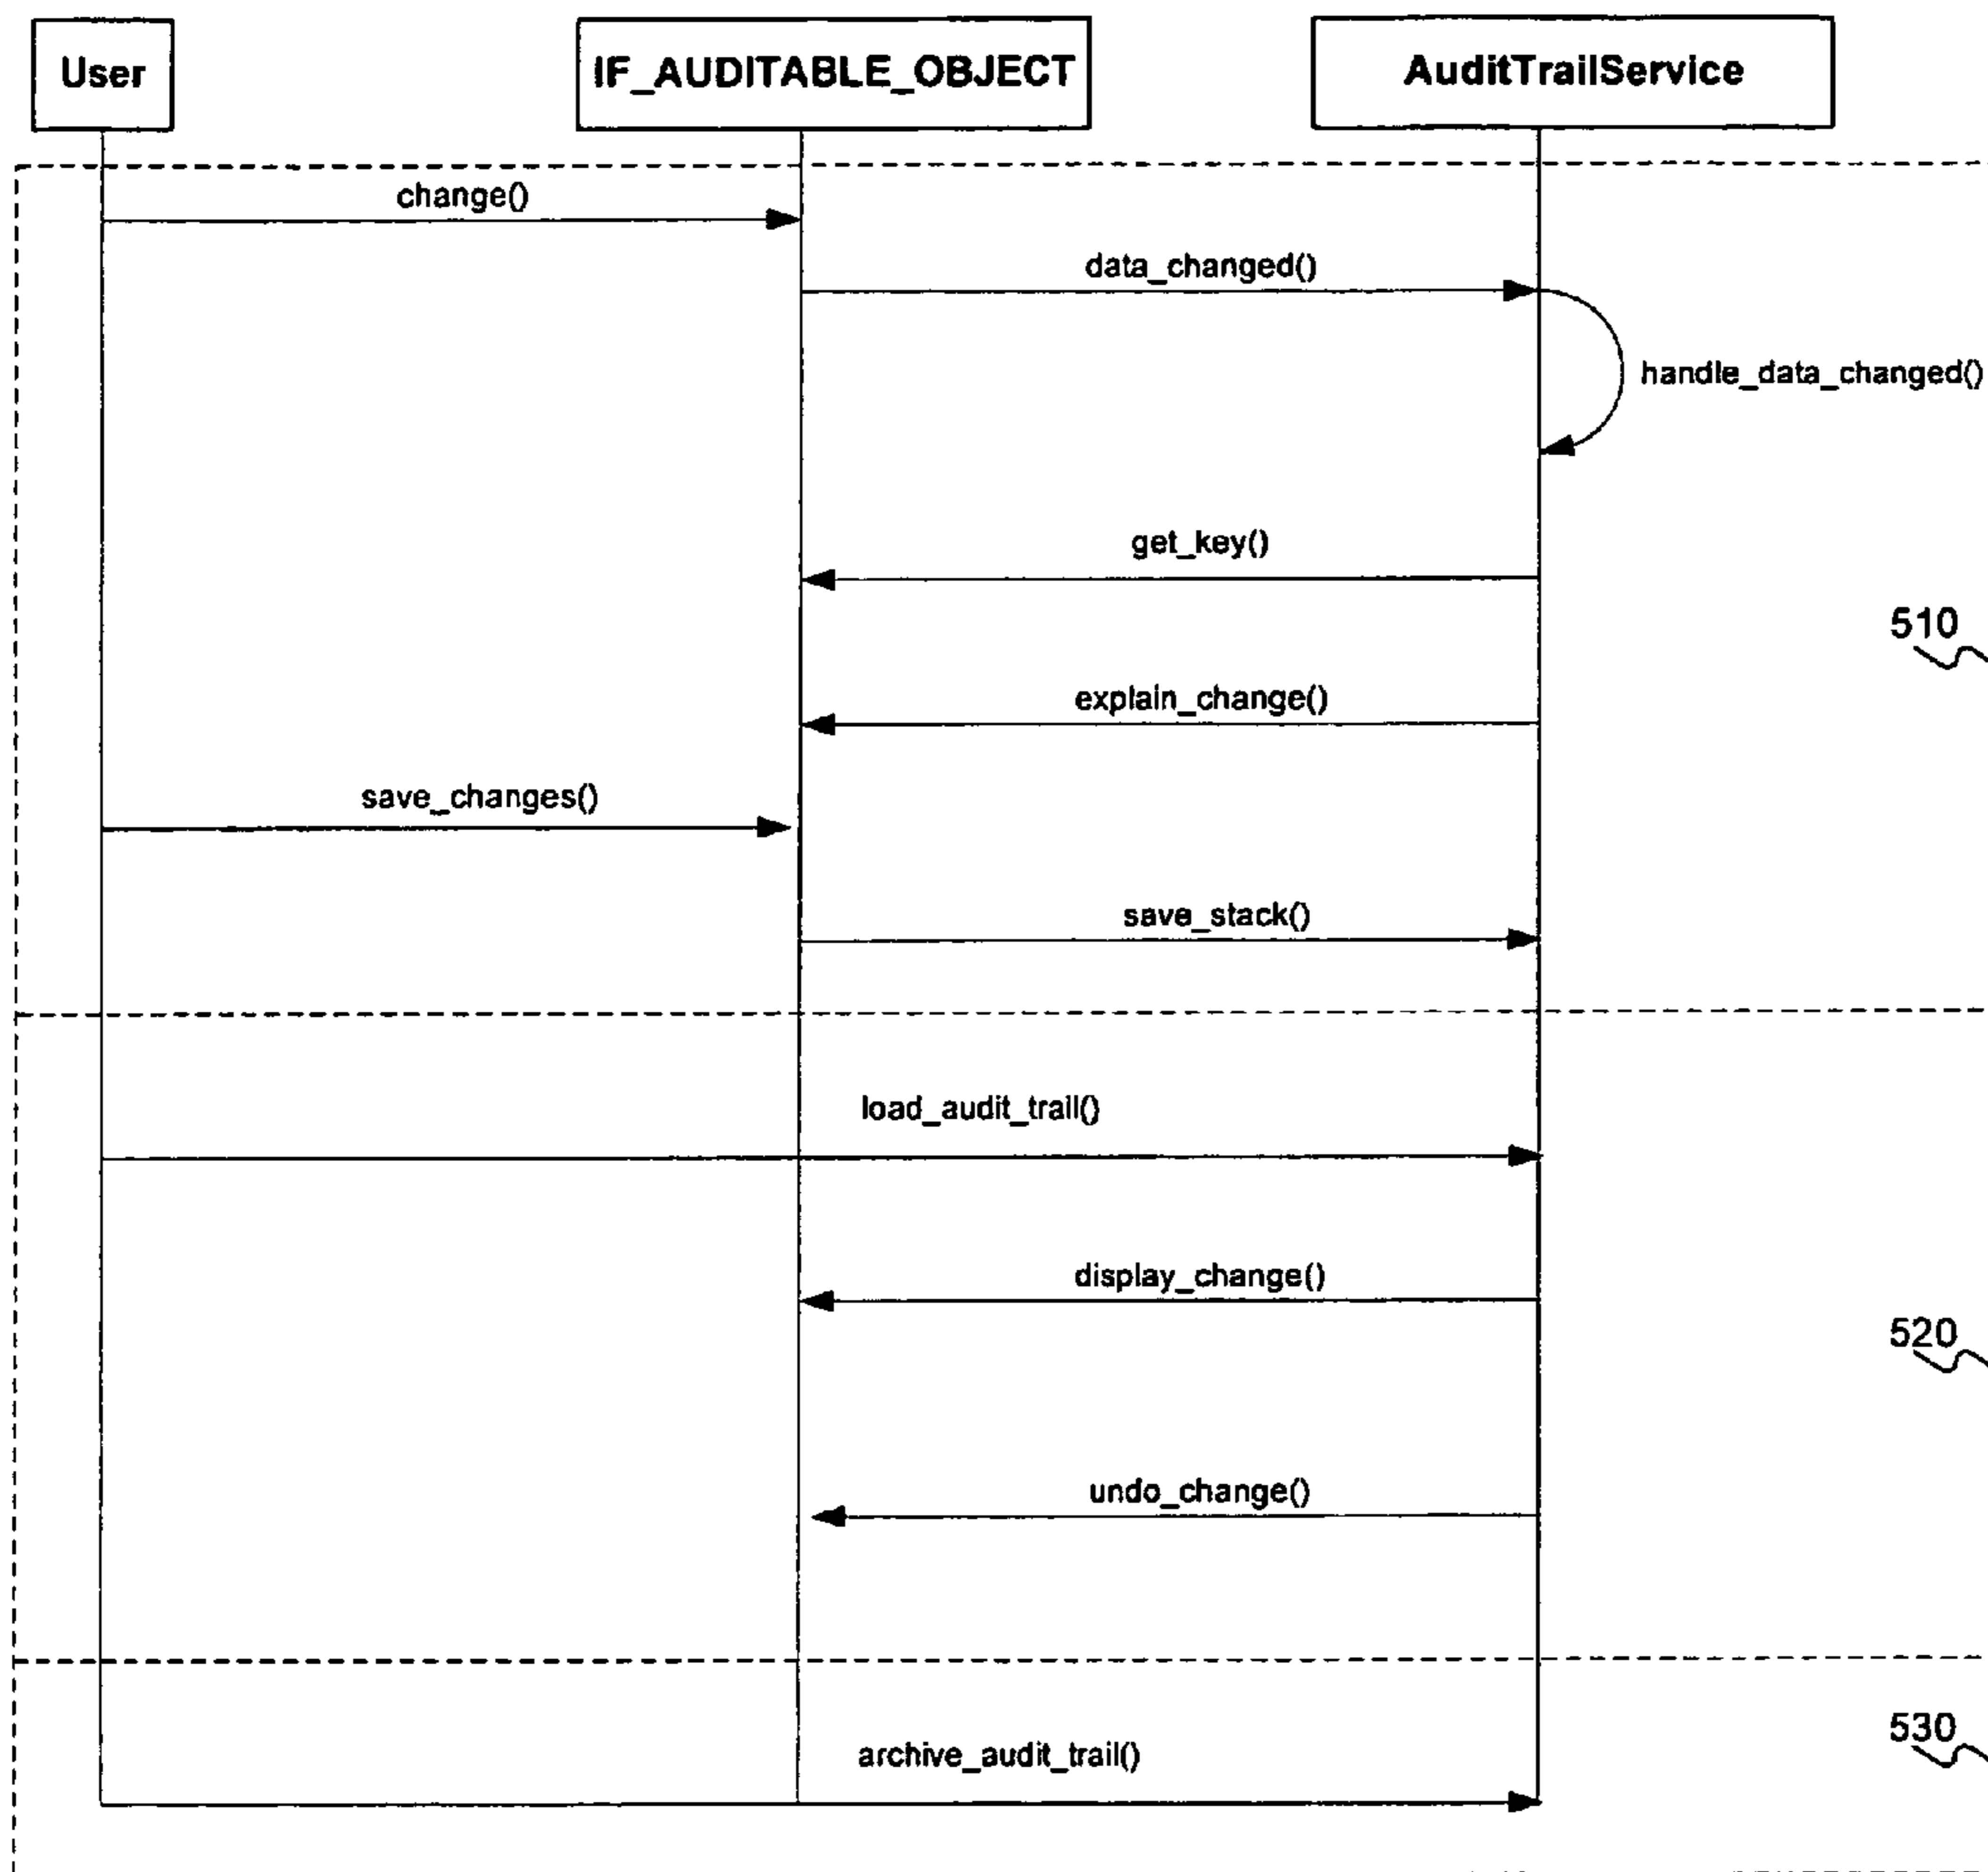 User
IF_AUDITABLE_OBJECT
AuditTrailService
change()
data_changed()
handle_data_changed()
get_key()
510
explain_change()
save_changes()
save_stack()
load_audit_trail()
display_change()
520
undo_change()
530
archive_audit_trail()